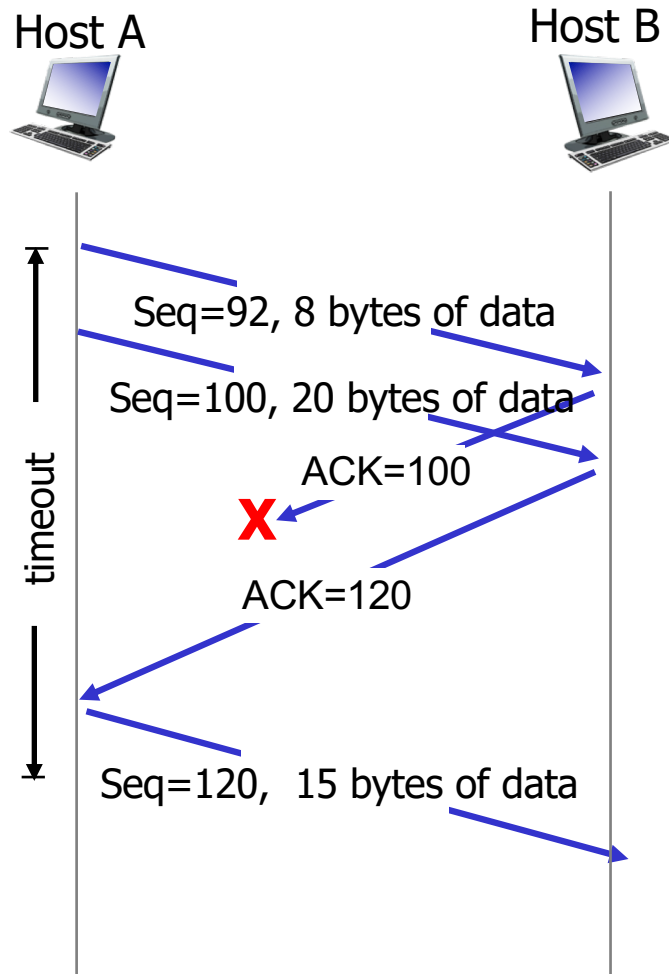 Host A
Host B
Seq=92, 8 bytes of data
Seq=100, 20 bytes of data
ACK=100
X
timeout
ACK=120
Seq=120, 15 bytes of data